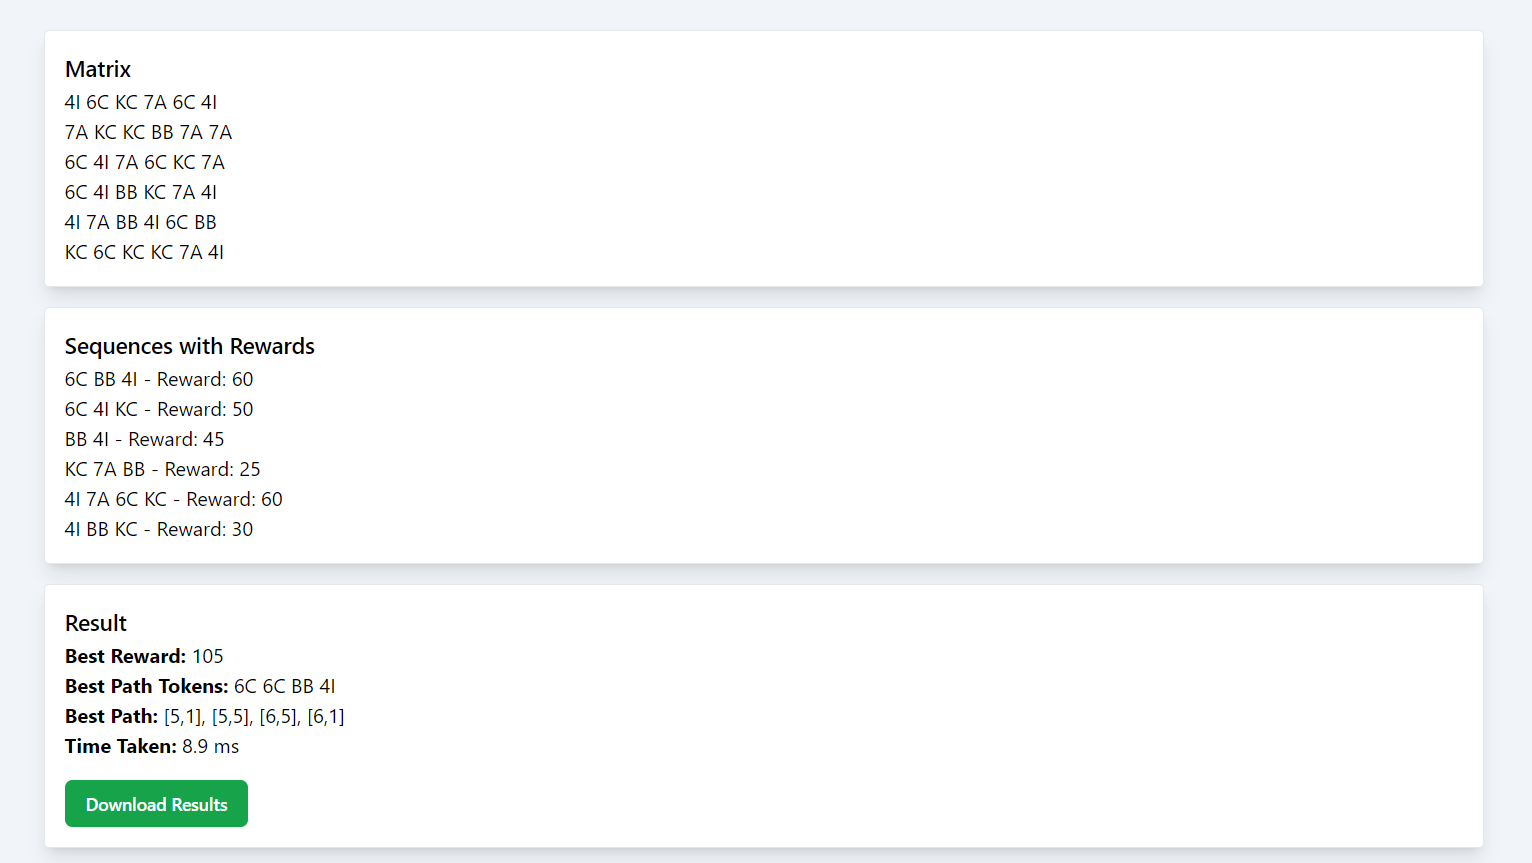 Matrix
4I 6C KC 7A 6C 4I
7A KC KC BB 7A 7A
6C 4I 7A 6C KC 7A
6C 4I BB KC 7A 4I
4I 7A BB 4I 6C BB
KC 6C KC KC 7A 4I
Sequences with Rewards
6C BB 4I - Reward: 60
6C 4I KC - Reward: 50
BB 4I - Reward: 45
KC 7A BB - Reward: 25
4I 7A 6C KC - Reward: 60
4I BB KC - Reward: 30
Result
Best Reward: 105
Best Path Tokens: 6C 6C BB 4I
Best Path: [5,1], [5,5], [6,5], [6,1]
Time Taken: 8.9 ms
Download Results